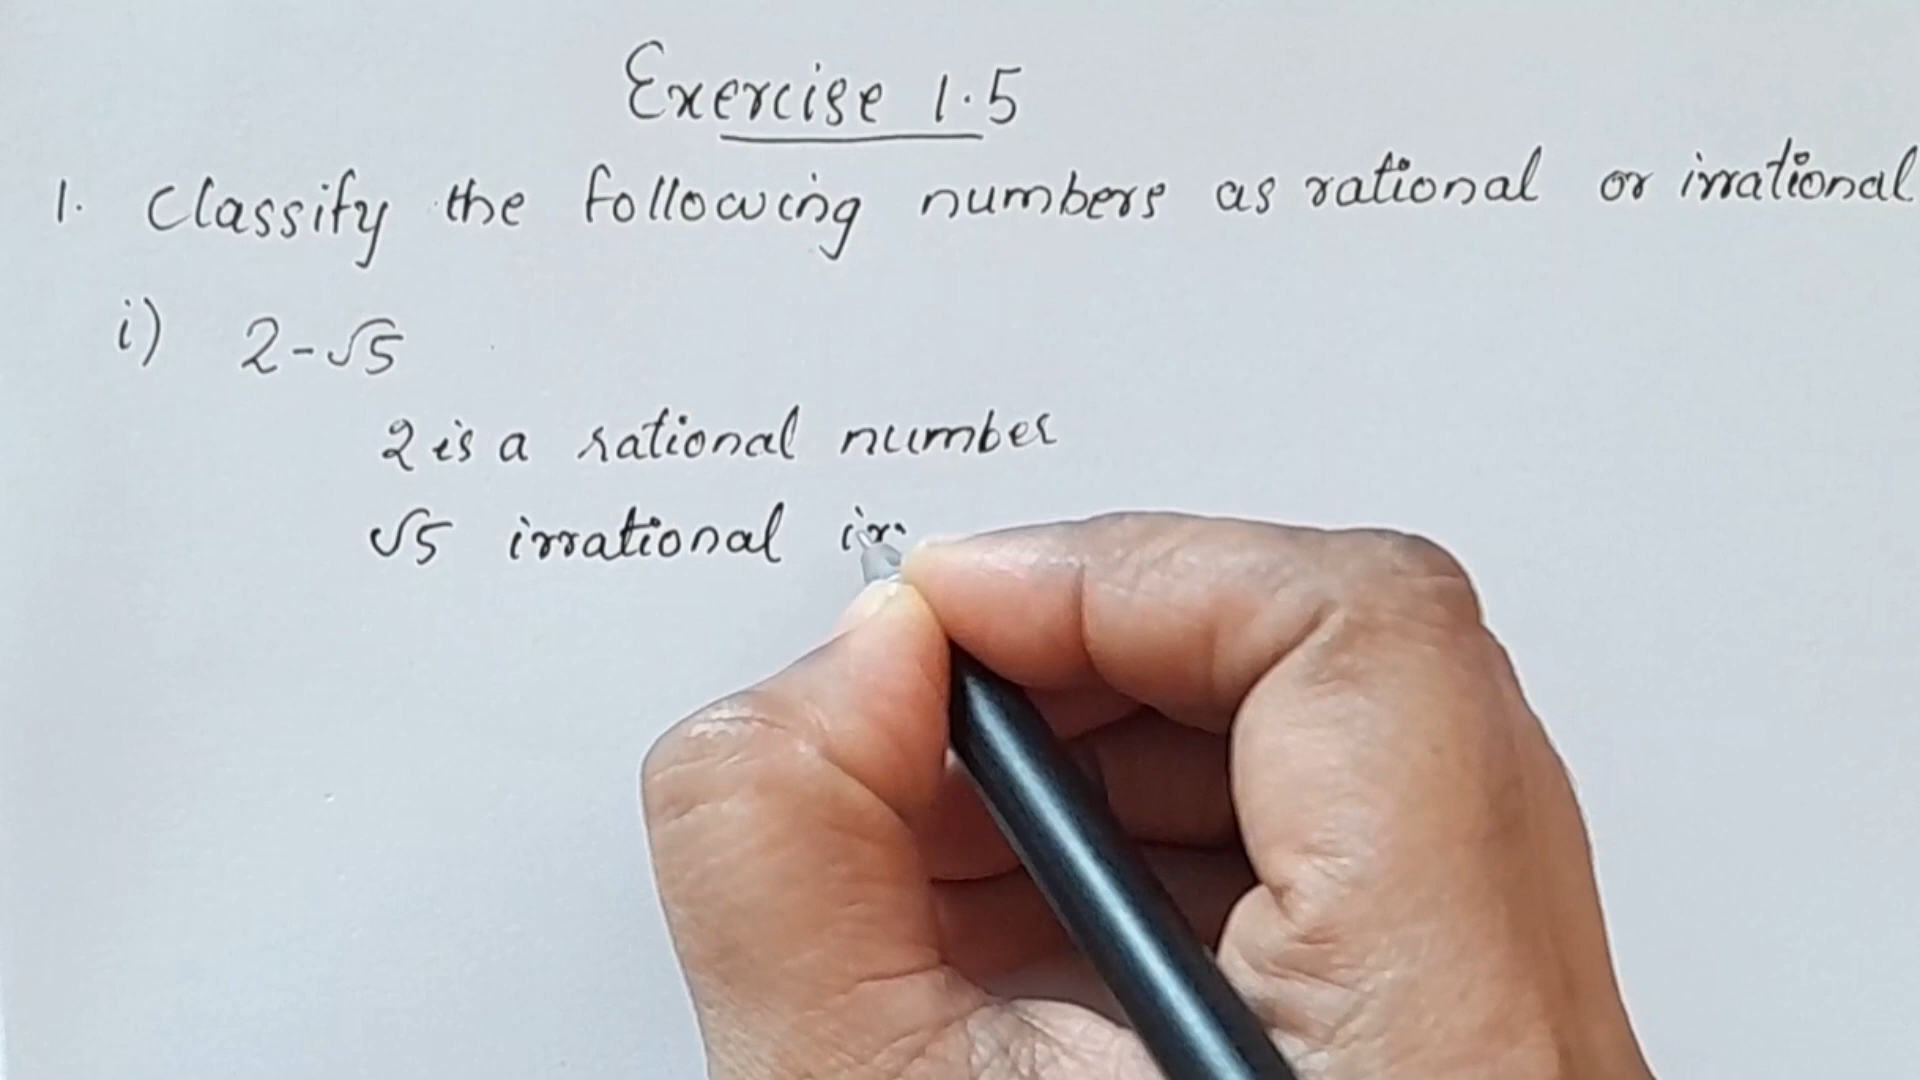 Exercise 1.5
1. Classify the following numbers as rational or irrational
i) 2-√5
2 is a rational number
√5 irrational